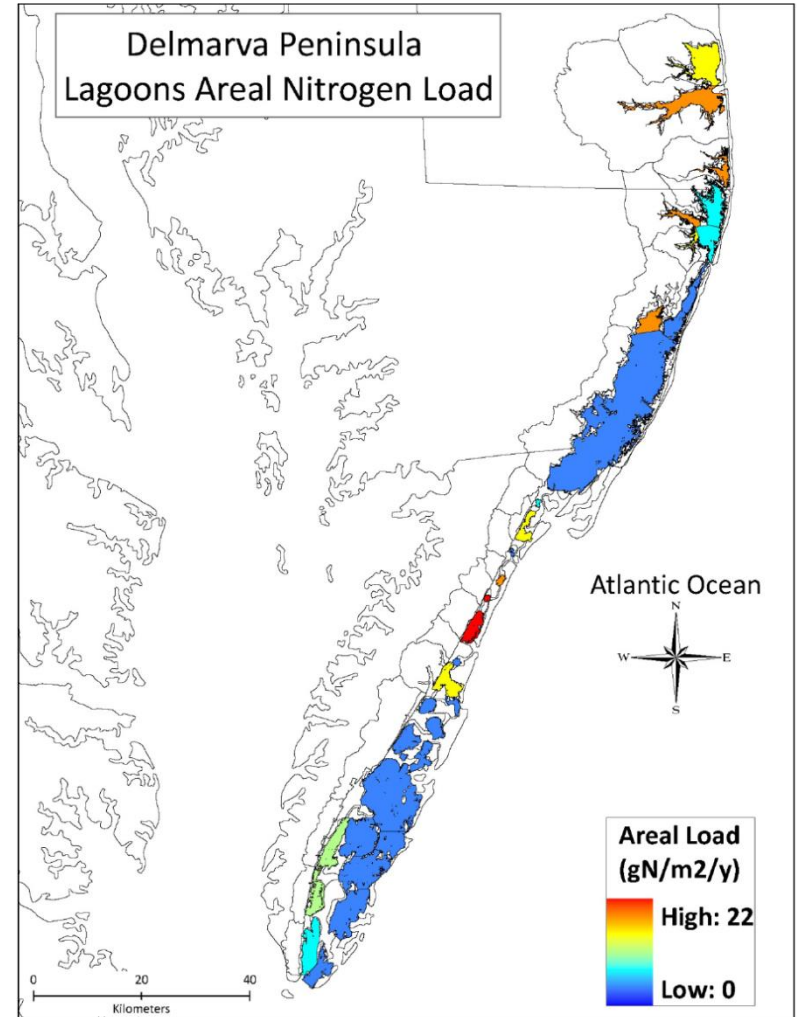 Delmarva Peninsula
Lagoons Areal Nitrogen Load
Atlantic Ocean
N
W
E
S
Areal Load
(gN/m2/y)
High: 22
Low: 0
0
20
40
Kilometers